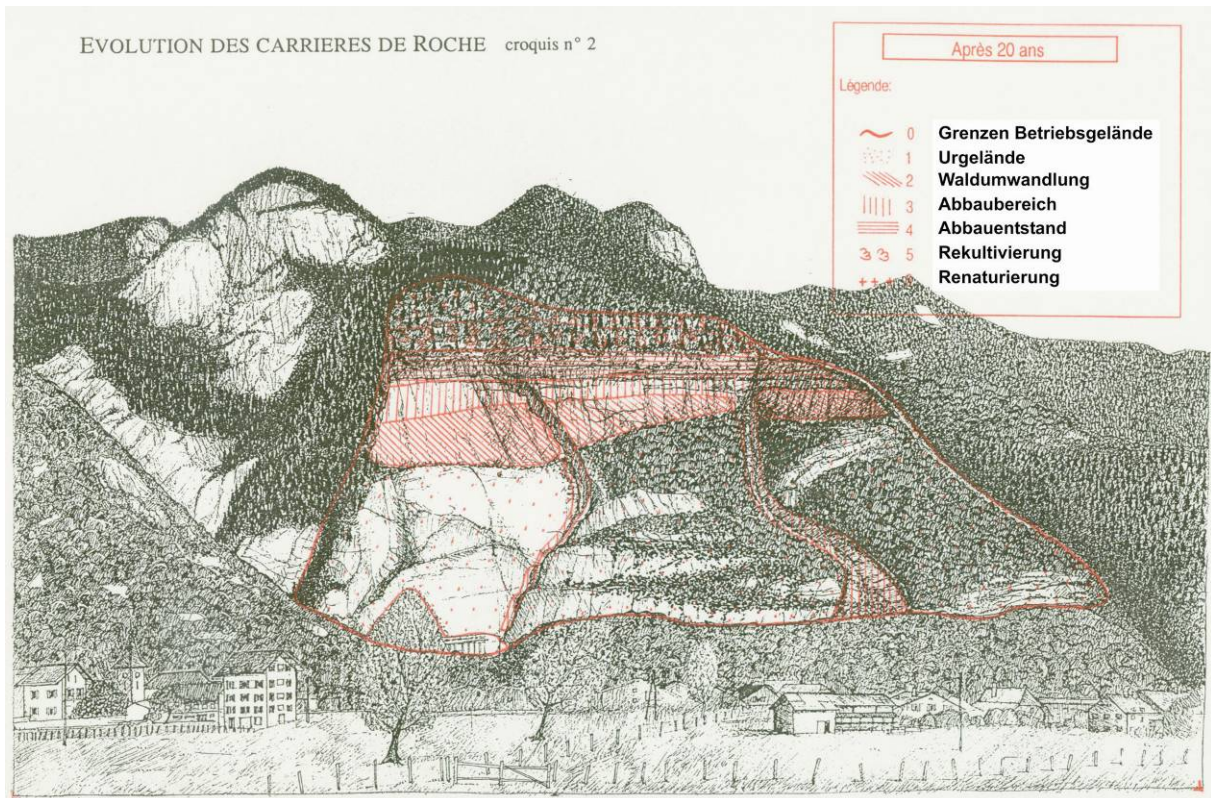 EVOLUTION DES CARRIERES DE ROCHE croquis n° 2
Après 20 ans
Légende:
0 Grenzen Betriebsgelände
1 Urgelände
2 Waldumwandlung
3 Abbaubereich
4 Abbauentstand
5 Rekultivierung
+++ Renaturierung